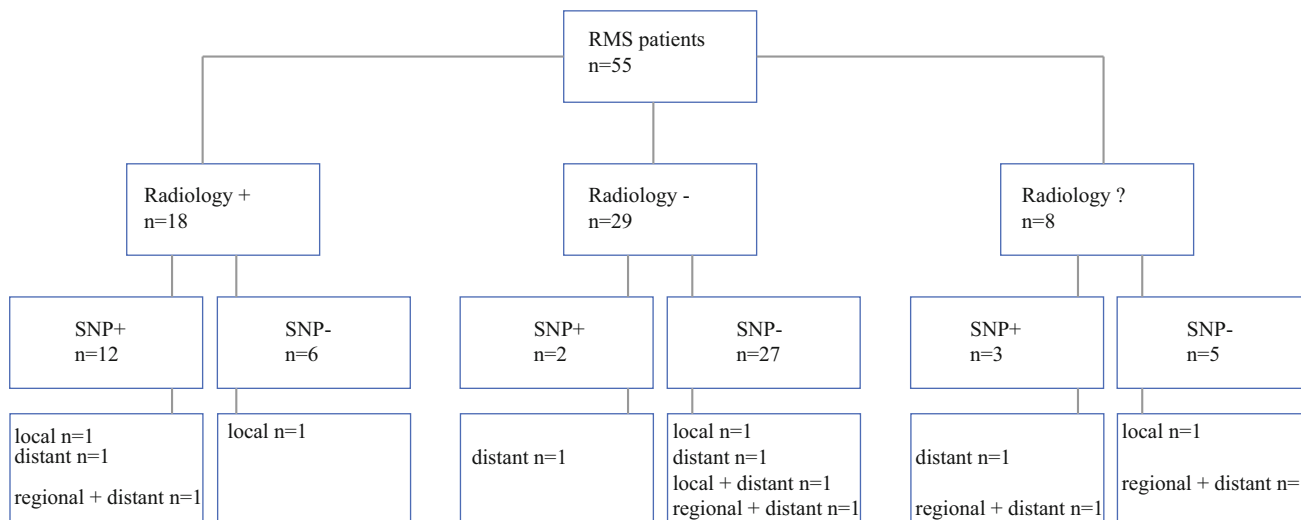 RMS patients
n=55
Radiology +
n=18
Radiology -
n=29
Radiology ?
n=8
SNP+
n=12
SNP-
n=6
SNP+
n=2
SNP-
n=27
SNP+
n=3
SNP-
n=5
local n=1
distant n=1
regional + distant n=1
local n=1
distant n=1
local n=1
distant n=1
local + distant n=1
regional + distant n=1
distant n=1
regional + distant n=1
local n=1
regional + distant n=